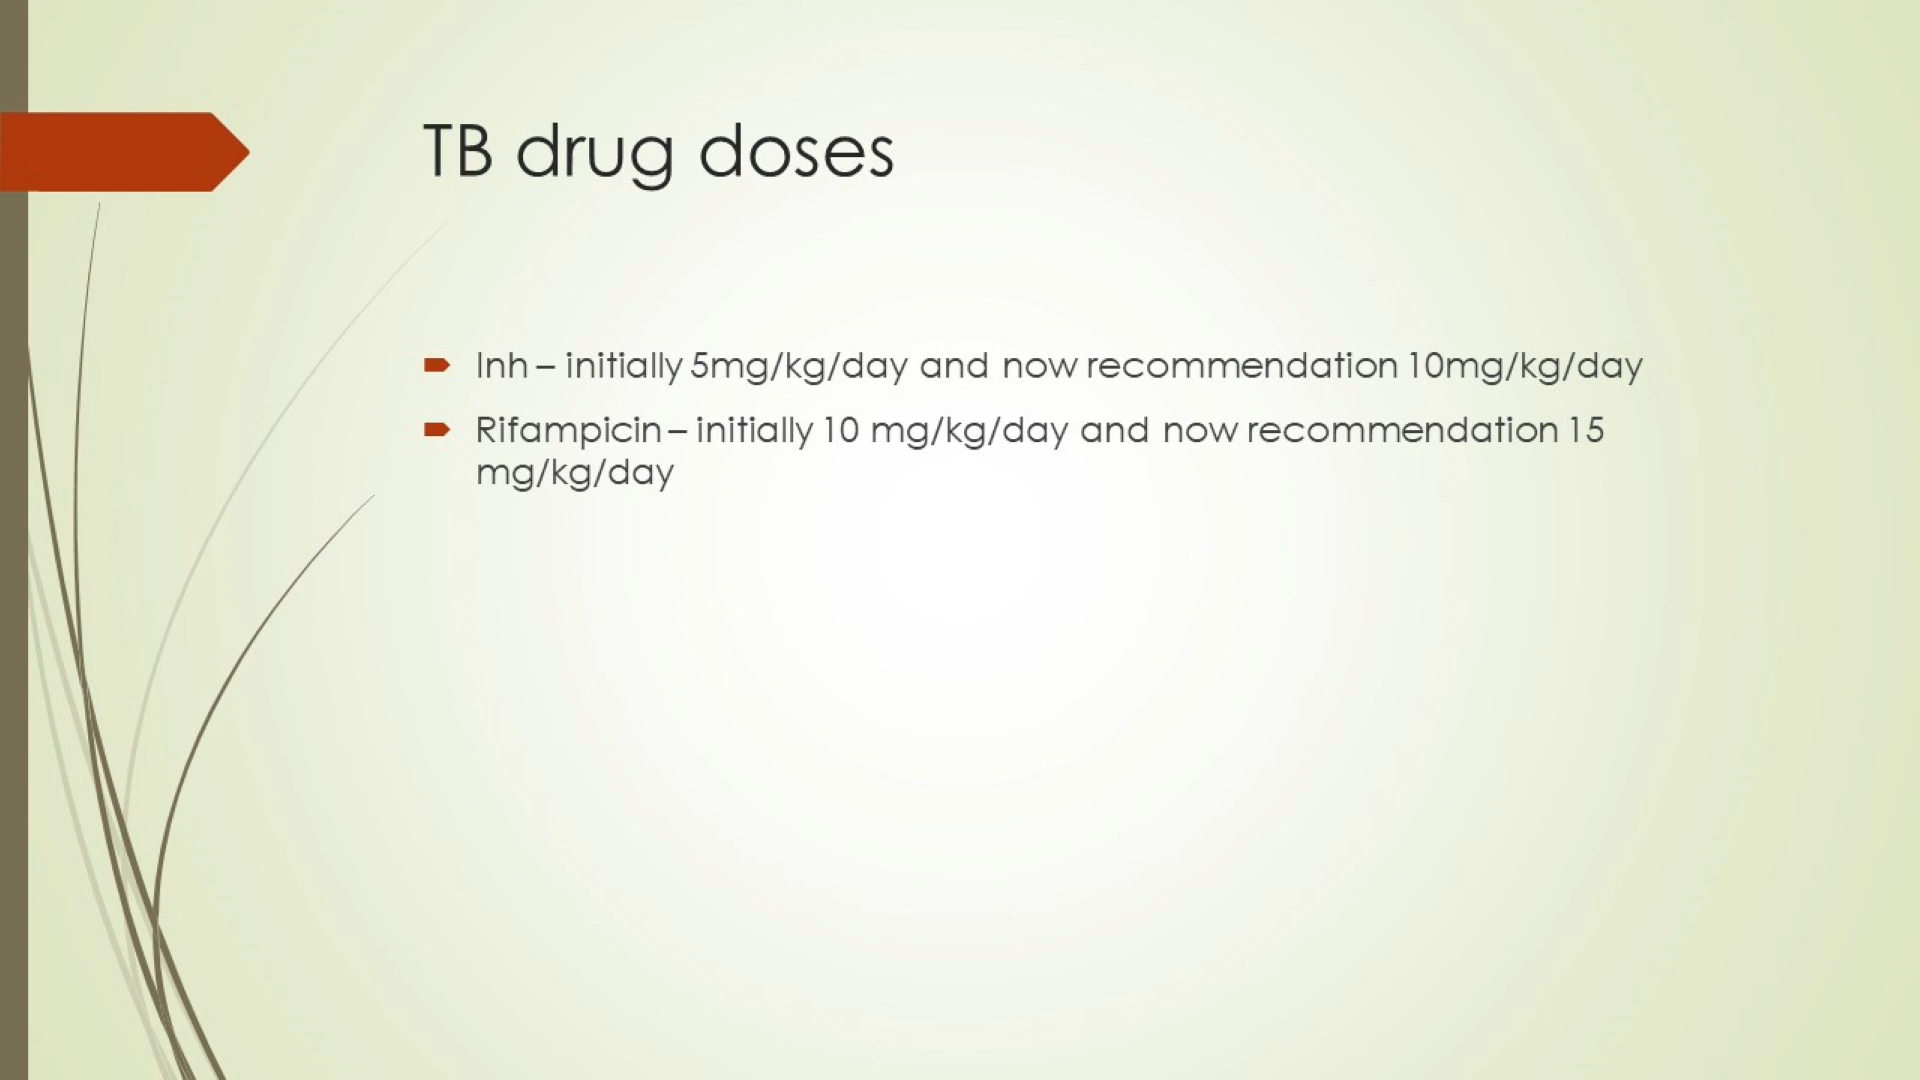 TB drug doses
Inh – initially 5mg/kg/day and now recommendation 10mg/kg/day
Rifampicin – initially 10 mg/kg/day and now recommendation 15
mg/kg/day